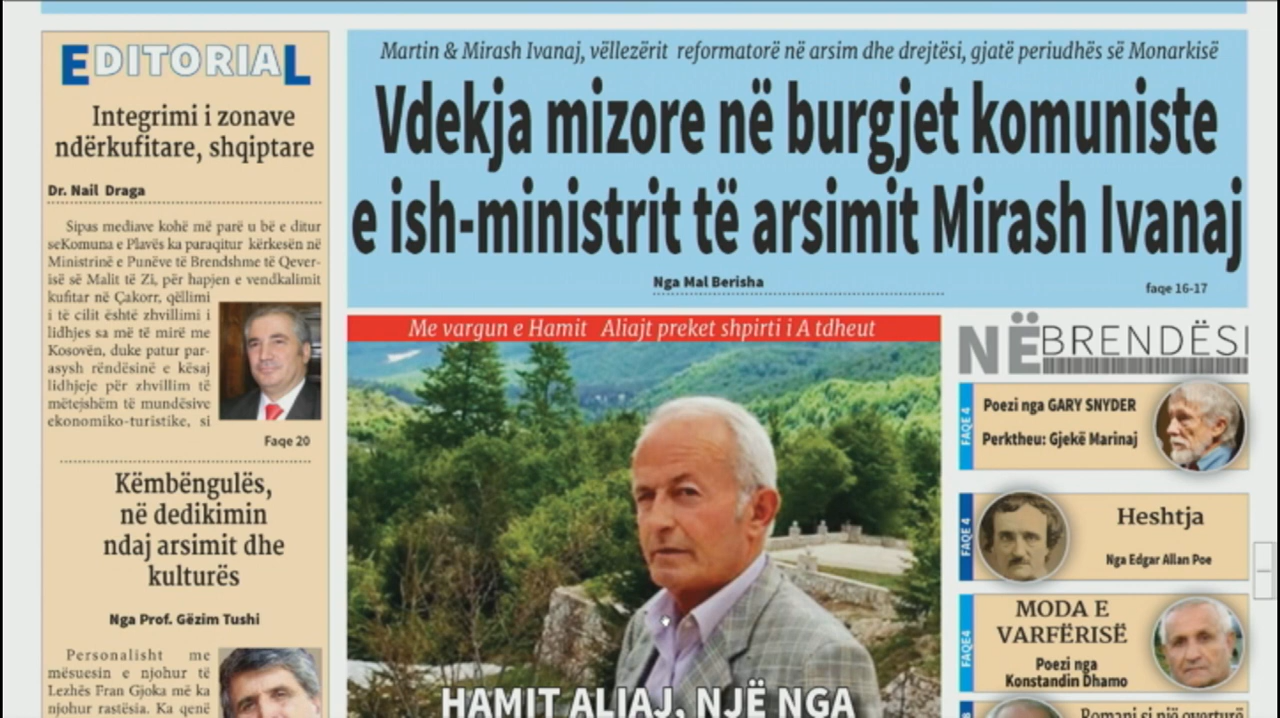 EDITORIAL
Integrimi i zonave
ndërkufitare, shqiptare
Dr. Nail Draga
Sipas mediave kohë më parë u bë e ditur
seKomuna e Plavës ka paraqitur kërkesën në
Ministrinë e Punëve të Brendshme të Qever-
isë së Malit të Zi, për hapjen e vendkalimit
kufitar në Çakorr, qëllimi
i të cilit është zhvillimi i
lidhjes sa më të mirë me
Kosovën, duke patur par-
asysh rëndësinë e kësaj
lidhjeje për zhvillim të
mëtejshëm të mundësive
ekonomiko-turistike, si
Faqe 20
Këmbëngulës,
në dedikimin
ndaj arsimit dhe
kulturës
Nga Prof. Gëzim Tushi
Personalisht me
mësuesin e njohur të
Lezhës Fran Gjoka më ka
njohur rastësia. Ka qenë
Martin & Mirash Ivanaj, vëllezërit reformatorë në arsim dhe drejtësi, gjatë periudhës së Monarkisë
Vdekja mizore në burgjet komuniste
e ish-ministrit të arsimit Mirash Ivanaj
Nga Mal Berisha
faqe 16-17
Me vargun e Hamit Aliajt preket shpirti i A tdheut
HAMIT ALIAJ, NJË NGA
NË BRENDËSI
FAQE 4
Poezi nga GARY SNYDER
Perktheu: Gjekë Marinaj
FAQE 4
Heshtja
Nga Edgar Allan Poe
FAQE4
MODA E
VARFËRISË
Poezi nga
Konstandin Dhamo
Romani si një overturë